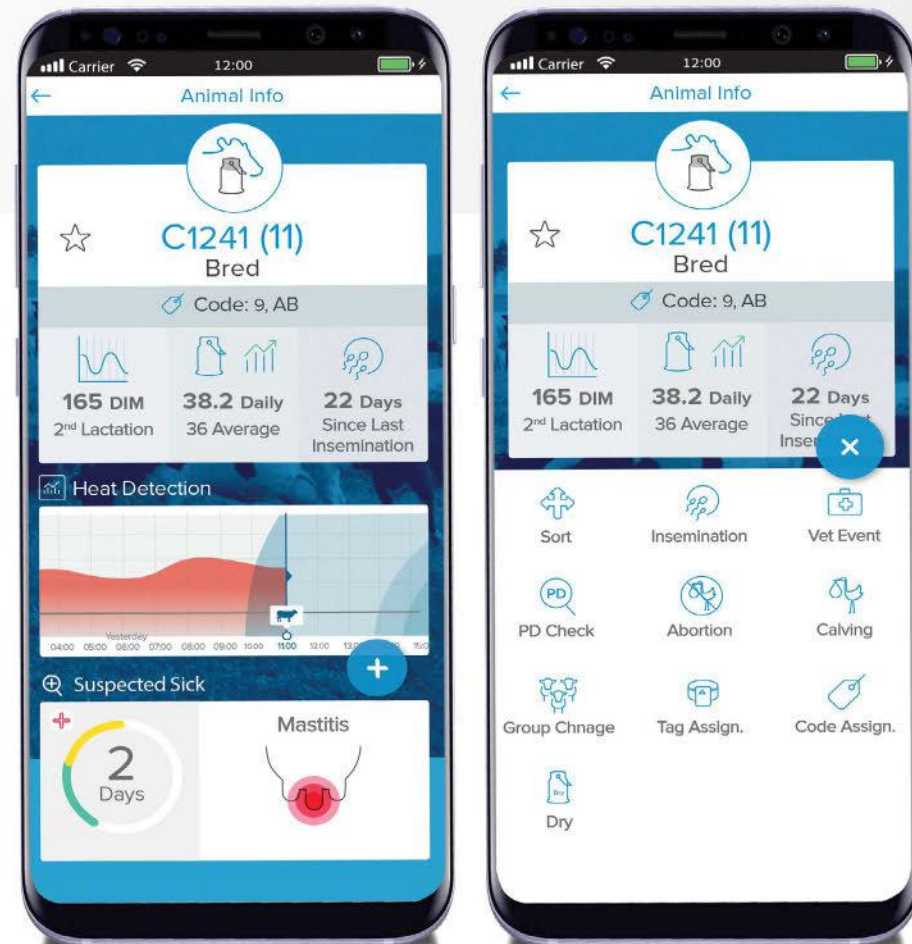 Carrier 12:00
Animal Info
C1241 (11)
Bred
Code: 9, AB
165 DIM
2nd Lactation
38.2 Daily
36 Average
22 Days
Since Last
Insemination
Heat Detection
Yesterday
04:00 05:00 06:00 07:00 08:00 09:00 10:00 11:00 12:00 13:00
Suspected Sick
2
Days
Mastitis
Carrier 12:00
Animal Info
C1241 (11)
Bred
Code: 9, AB
165 DIM
2nd Lactation
38.2 Daily
36 Average
22 Days
Sort
Insemination
Vet Event
PD
PD Check
Abortion
Calving
Group Chnage
Tag Assign.
Code Assign.
Dry
Dry